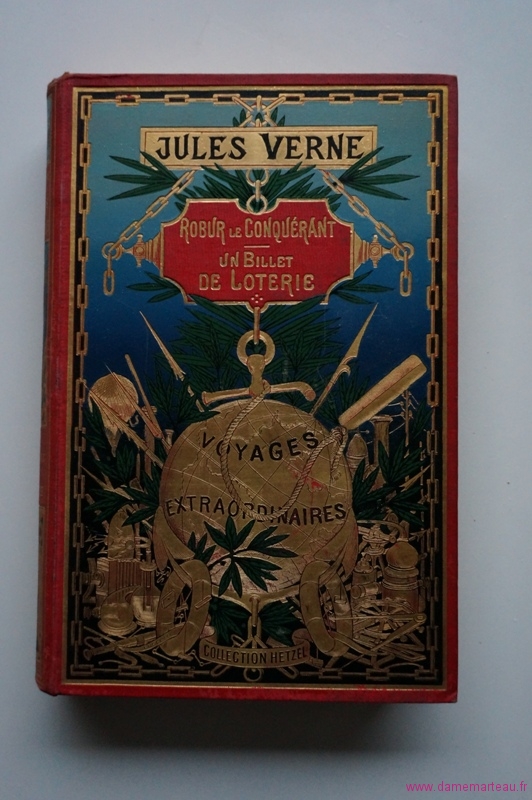 JULES VERNE
ROBUR LE CONQUÉRANT
UN BILLET
DE LOTERIE
VOYAGES
EXTRAORDINAIRES
COLLECTION HETZEL
www.damemarteau.fr